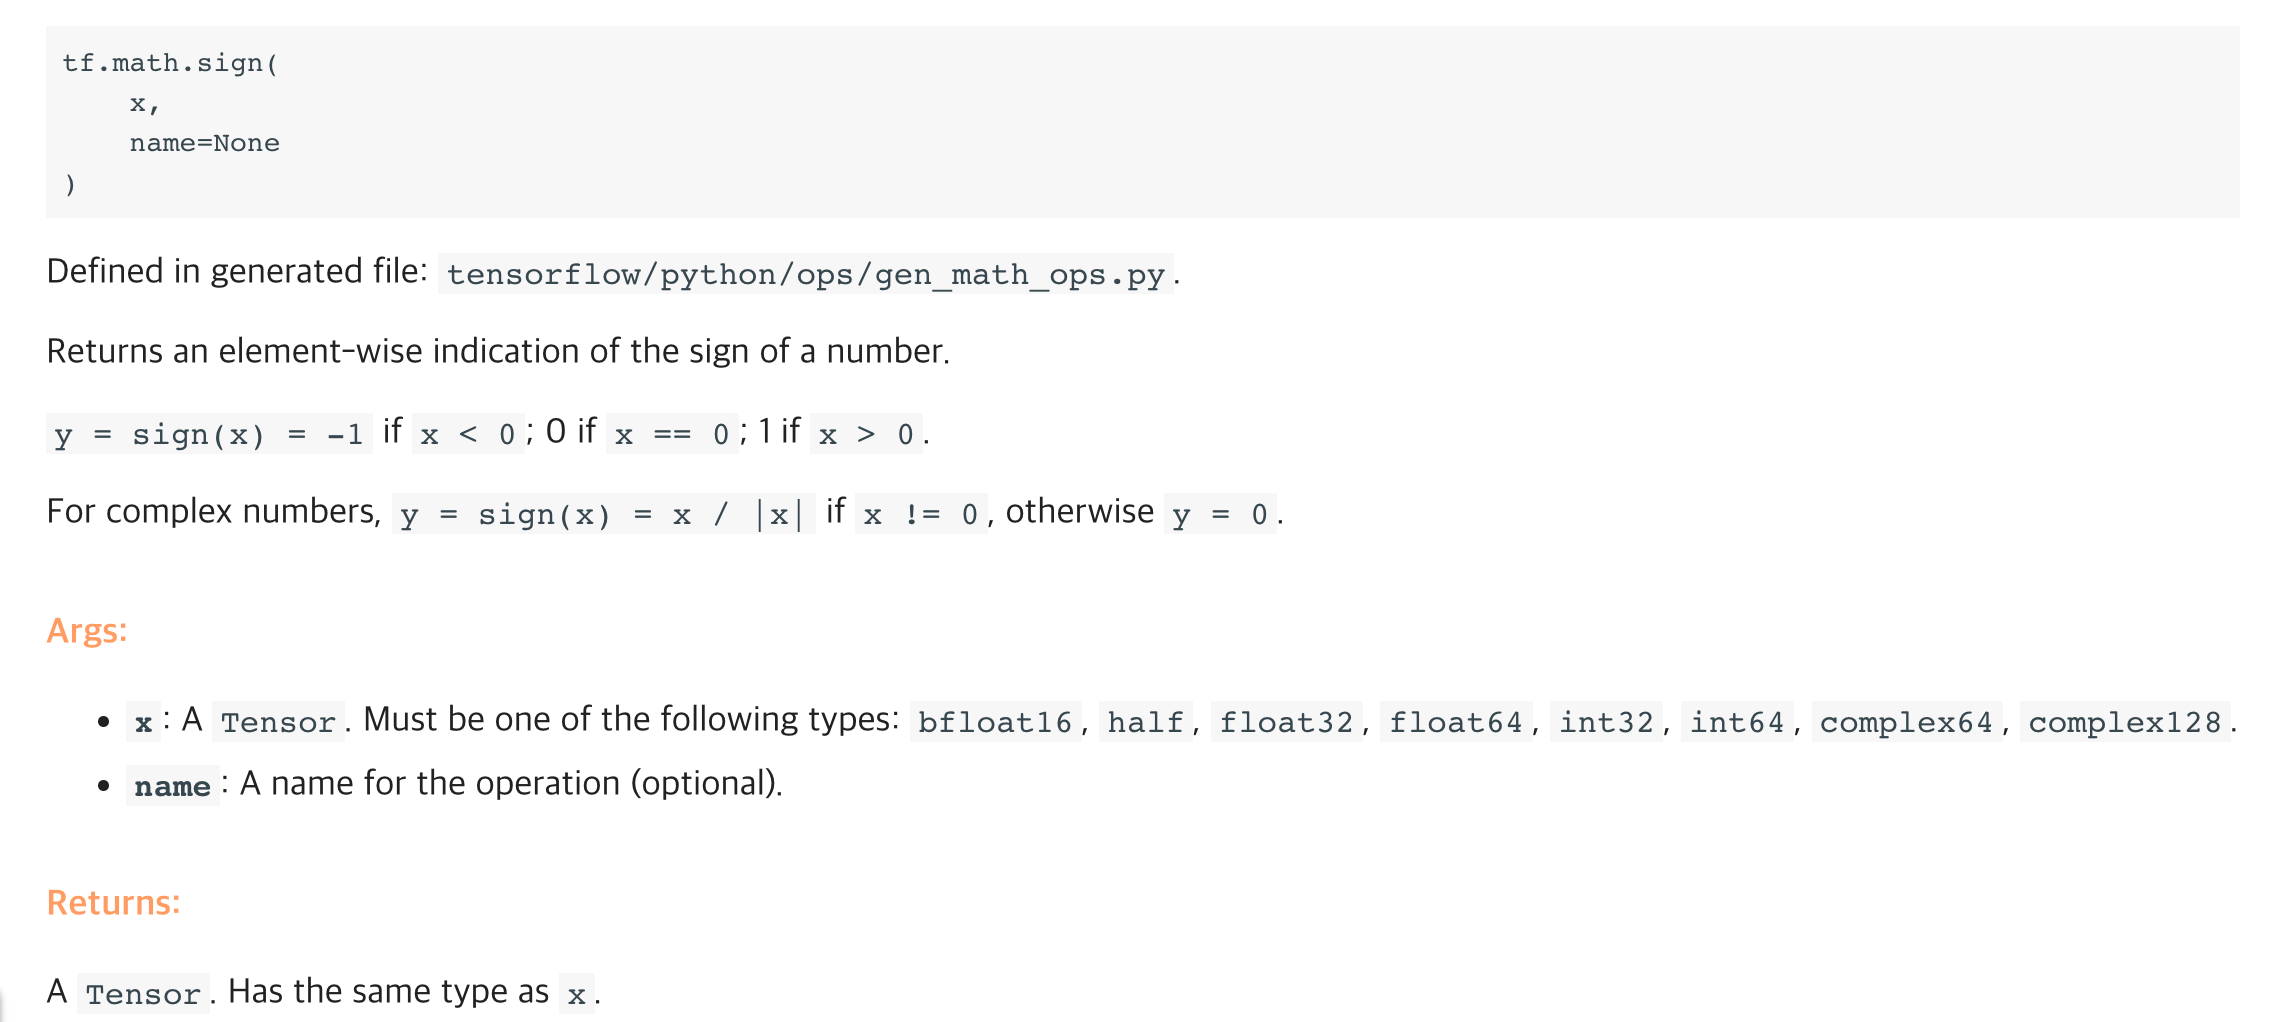 tf.math.sign(
    x,
    name=None
)
Defined in generated file: tensorflow/python/ops/gen_math_ops.py.
Returns an element-wise indication of the sign of a number.
y = sign(x) = -1 if x < 0; 0 if x == 0; 1 if x > 0.
For complex numbers, y = sign(x) = x / |x| if x != 0, otherwise y = 0.
Args:
• x: A Tensor. Must be one of the following types: bfloat16, half, float32, float64, int32, int64, complex64, complex128.
• name: A name for the operation (optional).
Returns:
A Tensor. Has the same type as x.